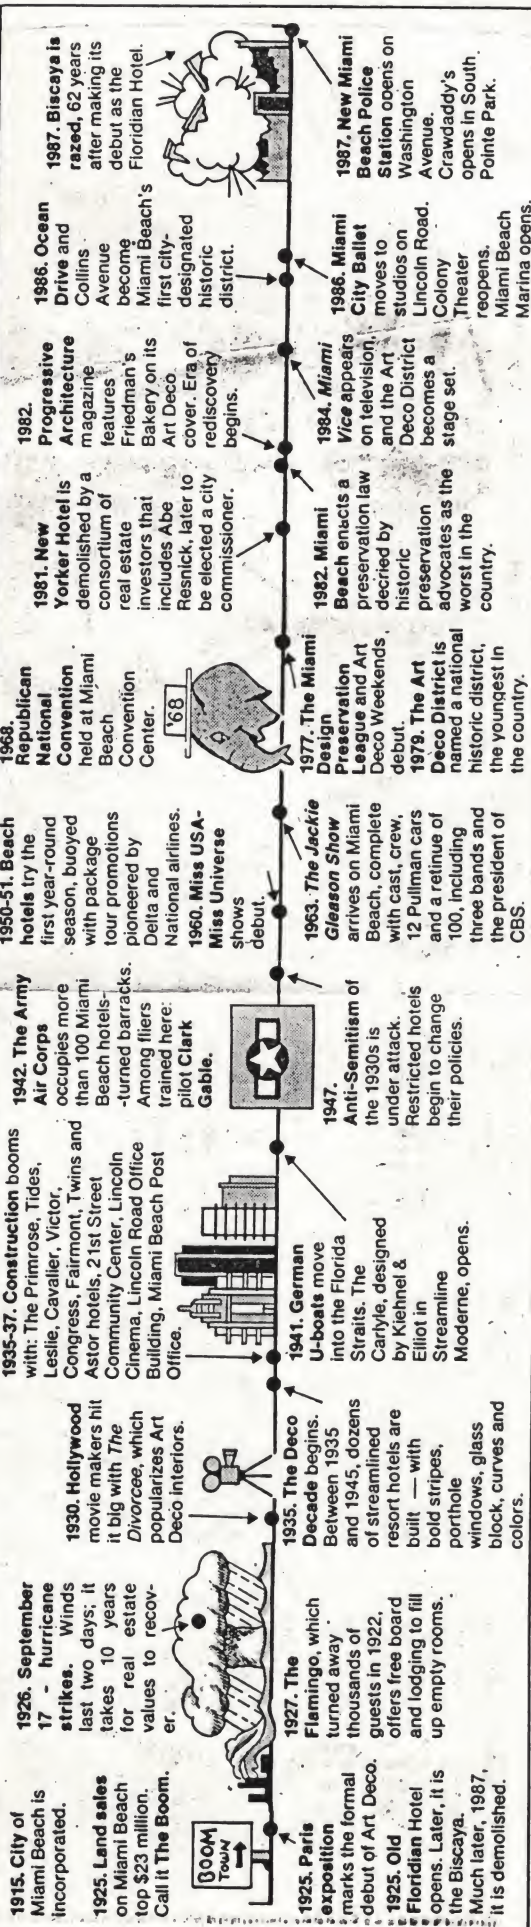 1915. City of
Miami Beach is
incorporated.
1925. Land sales
on Miami Beach
top $23 million.
Call it The Boom.
BOOM
TOWN
1925. Paris
exposition
marks the formal
debut of Art Deco.
1925. Old
Floridian Hotel
opens. Later, it is
the Biscaya.
Much later, 1987,
it is demolished.
1926. September
17 - hurricane
strikes. Winds
last two days; it
takes 10 years
for real estate
values to recov-
er.
1927. The
Flamingo, which
turned away
thousands of
guests in 1922,
offers free board
and lodging to fill
up empty rooms.
1930. Hollywood
movie makers hit
it big with The
Divorcee, which
popularizes Art
Deco interiors.
1935. The Deco
Decade begins.
Between 1935
and 1945, dozens
of streamlined
resort hotels are
built — with
bold stripes,
porthole
windows, glass
block, curves and
colors.
1935-37. Construction booms
with: The Primrose, Tides,
Leslie, Cavalier, Victor,
Congress, Fairmont, Twins and
Astor hotels, 21st Street
Community Center, Lincoln
Cinema, Lincoln Road Office
Building, Miami Beach Post
Office.
1941. German
U-boats move
into the Florida
Straits. The
Carlyle, designed
by Kiehnel &
Elliot in
Streamline
Moderne, opens.
1942. The Army
Air Corps
occupies more
than 100 Miami
Beach hotels-
-turned barracks.
Among fliers
trained here:
pilot Clark
Gable.
1947.
Anti-Semitism of
the 1930s is
under attack.
Restricted hotels
begin to change
their policies.
1950-51. Beach
hotels try the
first year-round
season, buoyed
with package
tour promotions
pioneered by
Delta and
National airlines.
1960. Miss USA-
Miss Universe
shows
debut.
1963. The Jackie
Gleason Show
arrives on Miami
Beach, complete
with cast, crew,
12 Pullman cars
and a retinue of
100, including
three bands and
the president of
CBS.
1968.
Republican
National
Convention
held at Miami
Beach
Convention
Center.
'68
1977. The Miami
Design
Preservation
League and Art
Deco Weekends
debut.
1979. The Art
Deco District is
named a national
historic district,
the youngest in
the country.
1981. New
Yorker Hotel is
demolished by a
consortium of
real estate
investors that
includes Abe
Resnick, later to
be elected a city
commissioner.
1982. Miami
Beach enacts a
preservation law
decried by
historic
preservation
advocates as the
worst in the
country.
1982.
Progressive
Architecture
magazine
features
Friedman's
Bakery on its
Art Deco
cover. Era of
rediscovery
begins.
1984. Miami
Vice appears
on television,
and the Art
Deco District
becomes a
stage set.
1986. Ocean
Drive and
Collins
Avenue
become
Miami Beach's
first city-
designated
historic
district.
1986. Miami
City Ballet
moves to
studios on
Lincoln Road.
Colony
Theater
reopens.
Miami Beach
Marina opens.
1987. Biscaya is
razed, 62 years
after making its
debut as the
Floridian Hotel.
1987. New Miami
Beach Police
Station opens on
Washington
Avenue.
Crawdaddy's
opens in South
Pointe Park.